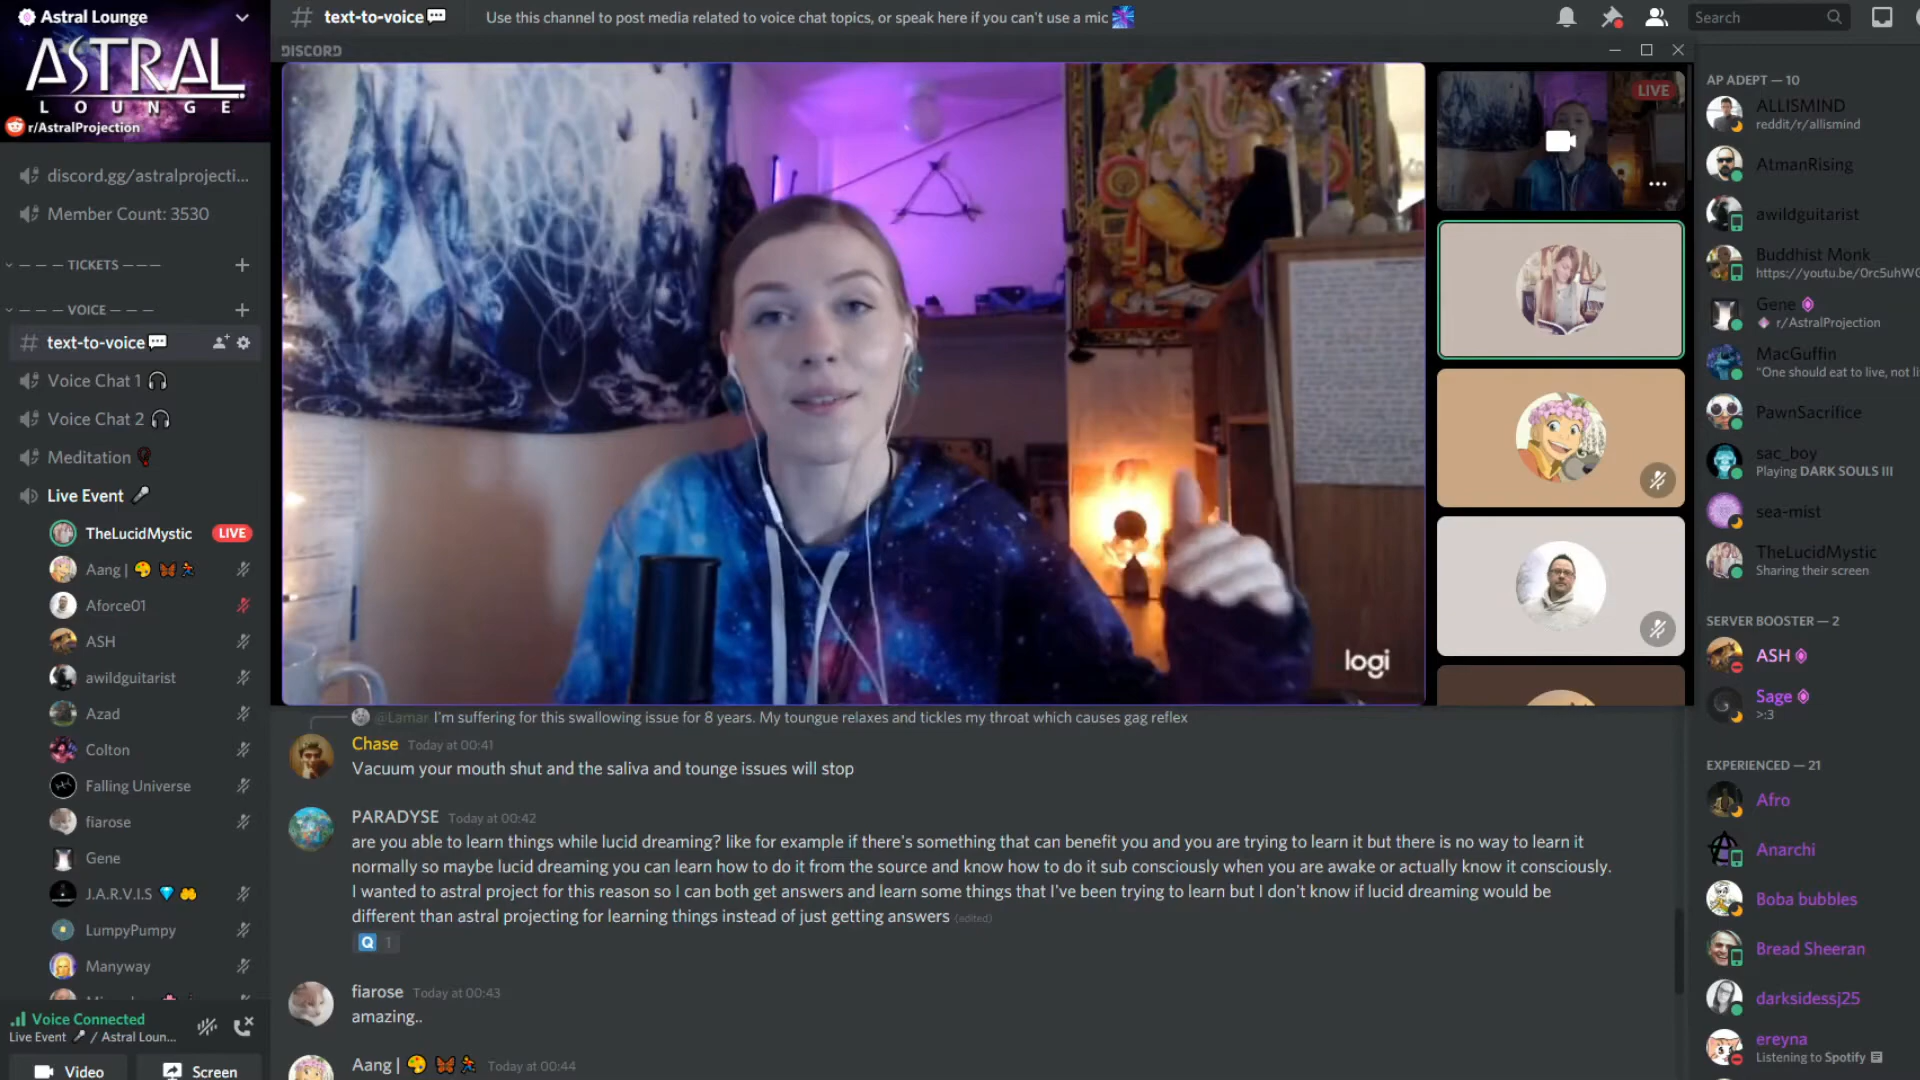 Astral Lounge
ASTRAL
LOUNGE
r/AstralProjection
discord.gg/astralprojecti...
Member Count: 3530
— — — TICKETS — — —
— — — VOICE — — —
text-to-voice💬
Voice Chat 1 🎧
Voice Chat 2 🎧
Meditation
Live Event 🎤
TheLucidMystic LIVE
Aang | 🎨 🦋 🏃
Aforce01
ASH
awildguitarist
Azad
Colton
Falling Universe
fiarose
Gene
J.A.R.V.I.S 💎
LumpyPumpy
Manyway
Voice Connected
Live Event 🎤 / Astral Loun...
Video
Screen
# text-to-voice💬
Use this channel to post media related to voice chat topics, or speak here if you can't use a mic
Search
DISCORD
LIVE
logi
@Lamar I'm suffering for this swallowing issue for 8 years. My toungue relaxes and tickles my throat which causes gag reflex
Chase Today at 00:41
Vacuum your mouth shut and the saliva and tounge issues will stop
PARADYSE Today at 00:42
are you able to learn things while lucid dreaming? like for example if there's something that can benefit you and you are trying to learn it but there is no way to learn it
normally so maybe lucid dreaming you can learn how to do it from the source and know how to do it sub consciously when you are awake or actually know it consciously.
I wanted to astral project for this reason so I can both get answers and learn some things that I've been trying to learn but I don't know if lucid dreaming would be
different than astral projecting for learning things instead of just getting answers (edited)
Q 1
fiarose Today at 00:43
amazing..
Aang | 🎨 🦋 🏃 Today at 00:44
AP ADEPT — 10
ALLISMIND
reddit/r/allismind
AtmanRising
awildguitarist
Buddhist Monk
https://youtu.be/0rc5uhW
Gene
r/AstralProjection
MacGuffin
"One should eat to live, not li
PawnSacrifice
sac_boy
Playing DARK SOULS III
sea-mist
TheLucidMystic
Sharing their screen
SERVER BOOSTER — 2
ASH
Sage
>:3
EXPERIENCED — 21
Afro
Anarchi
Boba bubbles
Bread Sheeran
darksidessj25
ereyna
Listening to Spotify